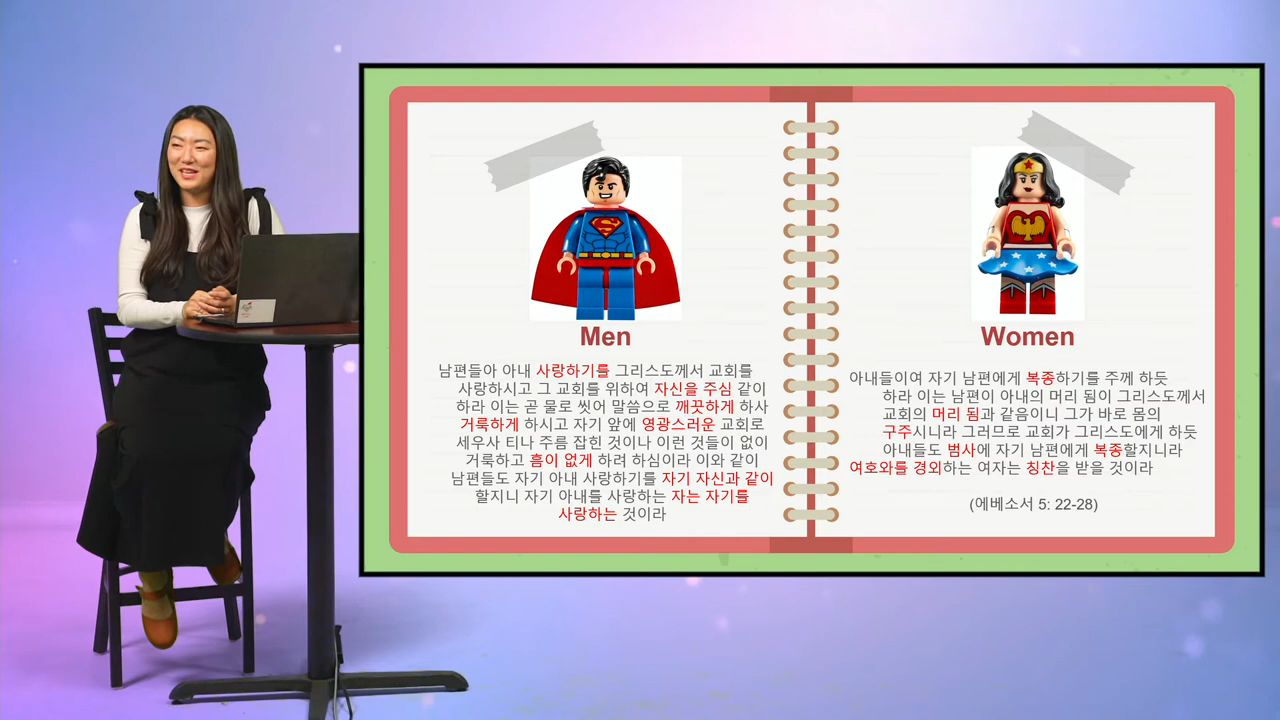 Men
남편들아 아내 사랑하기를 그리스도께서 교회를
사랑하시고 그 교회를 위하여 자신을 주심 같이
하라 이는 곧 물로 씻어 말씀으로 깨끗하게 하사
거룩하게 하시고 자기 앞에 영광스러운 교회로
세우사 티나 주름 잡힌 것이나 이런 것들이 없이
거룩하고 흠이 없게 하려 하심이라 이와 같이
남편들도 자기 아내 사랑하기를 자기 자신과 같이
할지니 자기 아내를 사랑하는 자는 자기를
사랑하는 것이라
Women
아내들이여 자기 남편에게 복종하기를 주께 하듯
하라 이는 남편이 아내의 머리 됨이 그리스도께서
교회의 머리 됨과 같음이니 그가 바로 몸의
구주시니라 그러므로 교회가 그리스도에게 하듯
아내들도 범사에 자기 남편에게 복종할지니라
여호와를 경외하는 여자는 칭찬을 받을 것이라
(에베소서 5: 22-28)